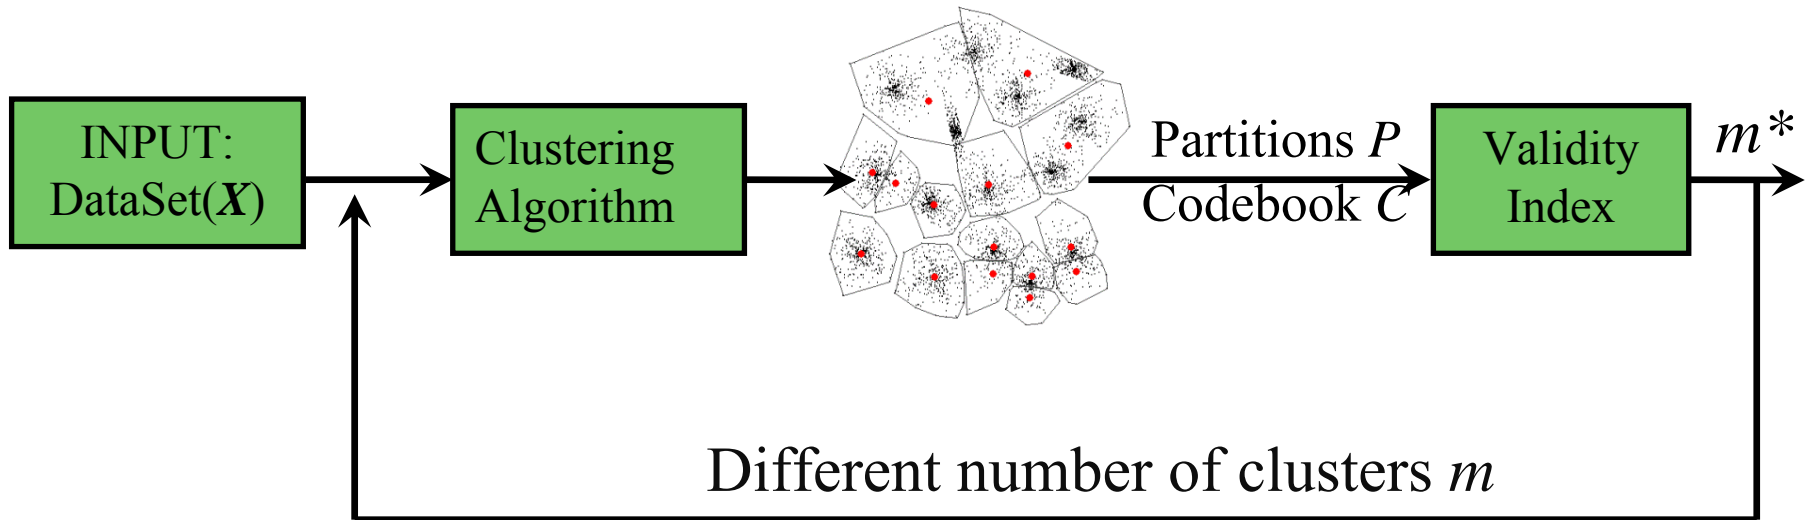 INPUT:
DataSet(X)
Clustering
Algorithm
Partitions P
Codebook C
Validity
Index
m*
Different number of clusters m